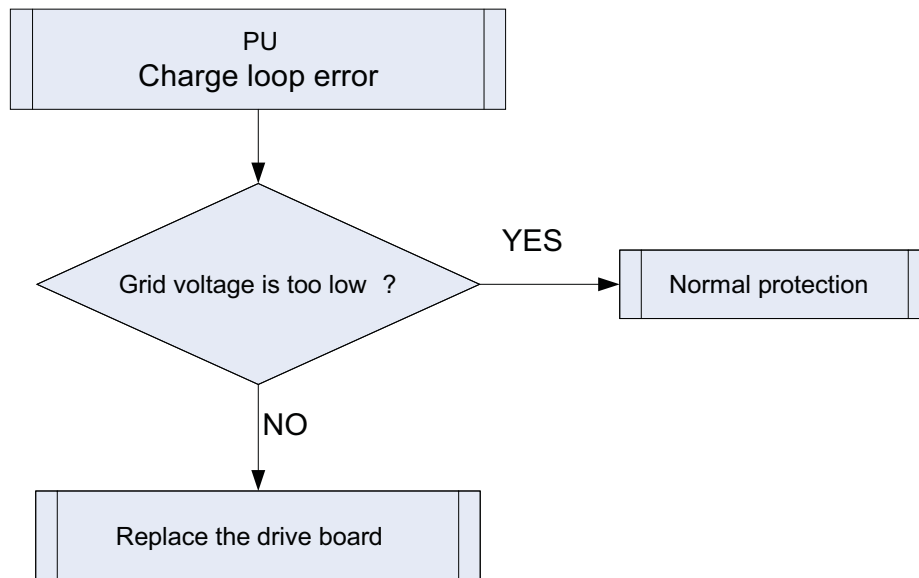 PU
Charge loop error
Grid voltage is too low ?
YES
Normal protection
NO
Replace the drive board